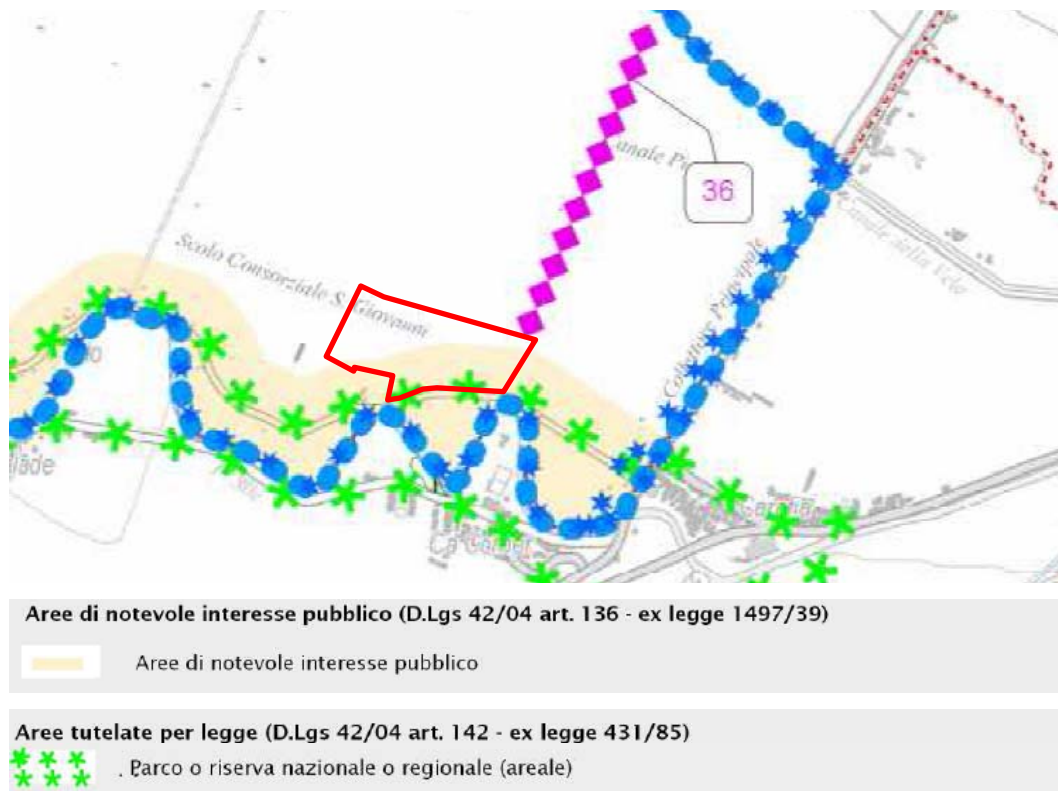 anale P
36
Scolo Consorziale S. Giovanni
Collettore Principale
Canale della Vela
Aree di notevole interesse pubblico (D.Lgs 42/04 art. 136 - ex legge 1497/39)
Aree di notevole interesse pubblico
Aree tutelate per legge (D.Lgs 42/04 art. 142 - ex legge 431/85)
. Parco o riserva nazionale o regionale (areale)